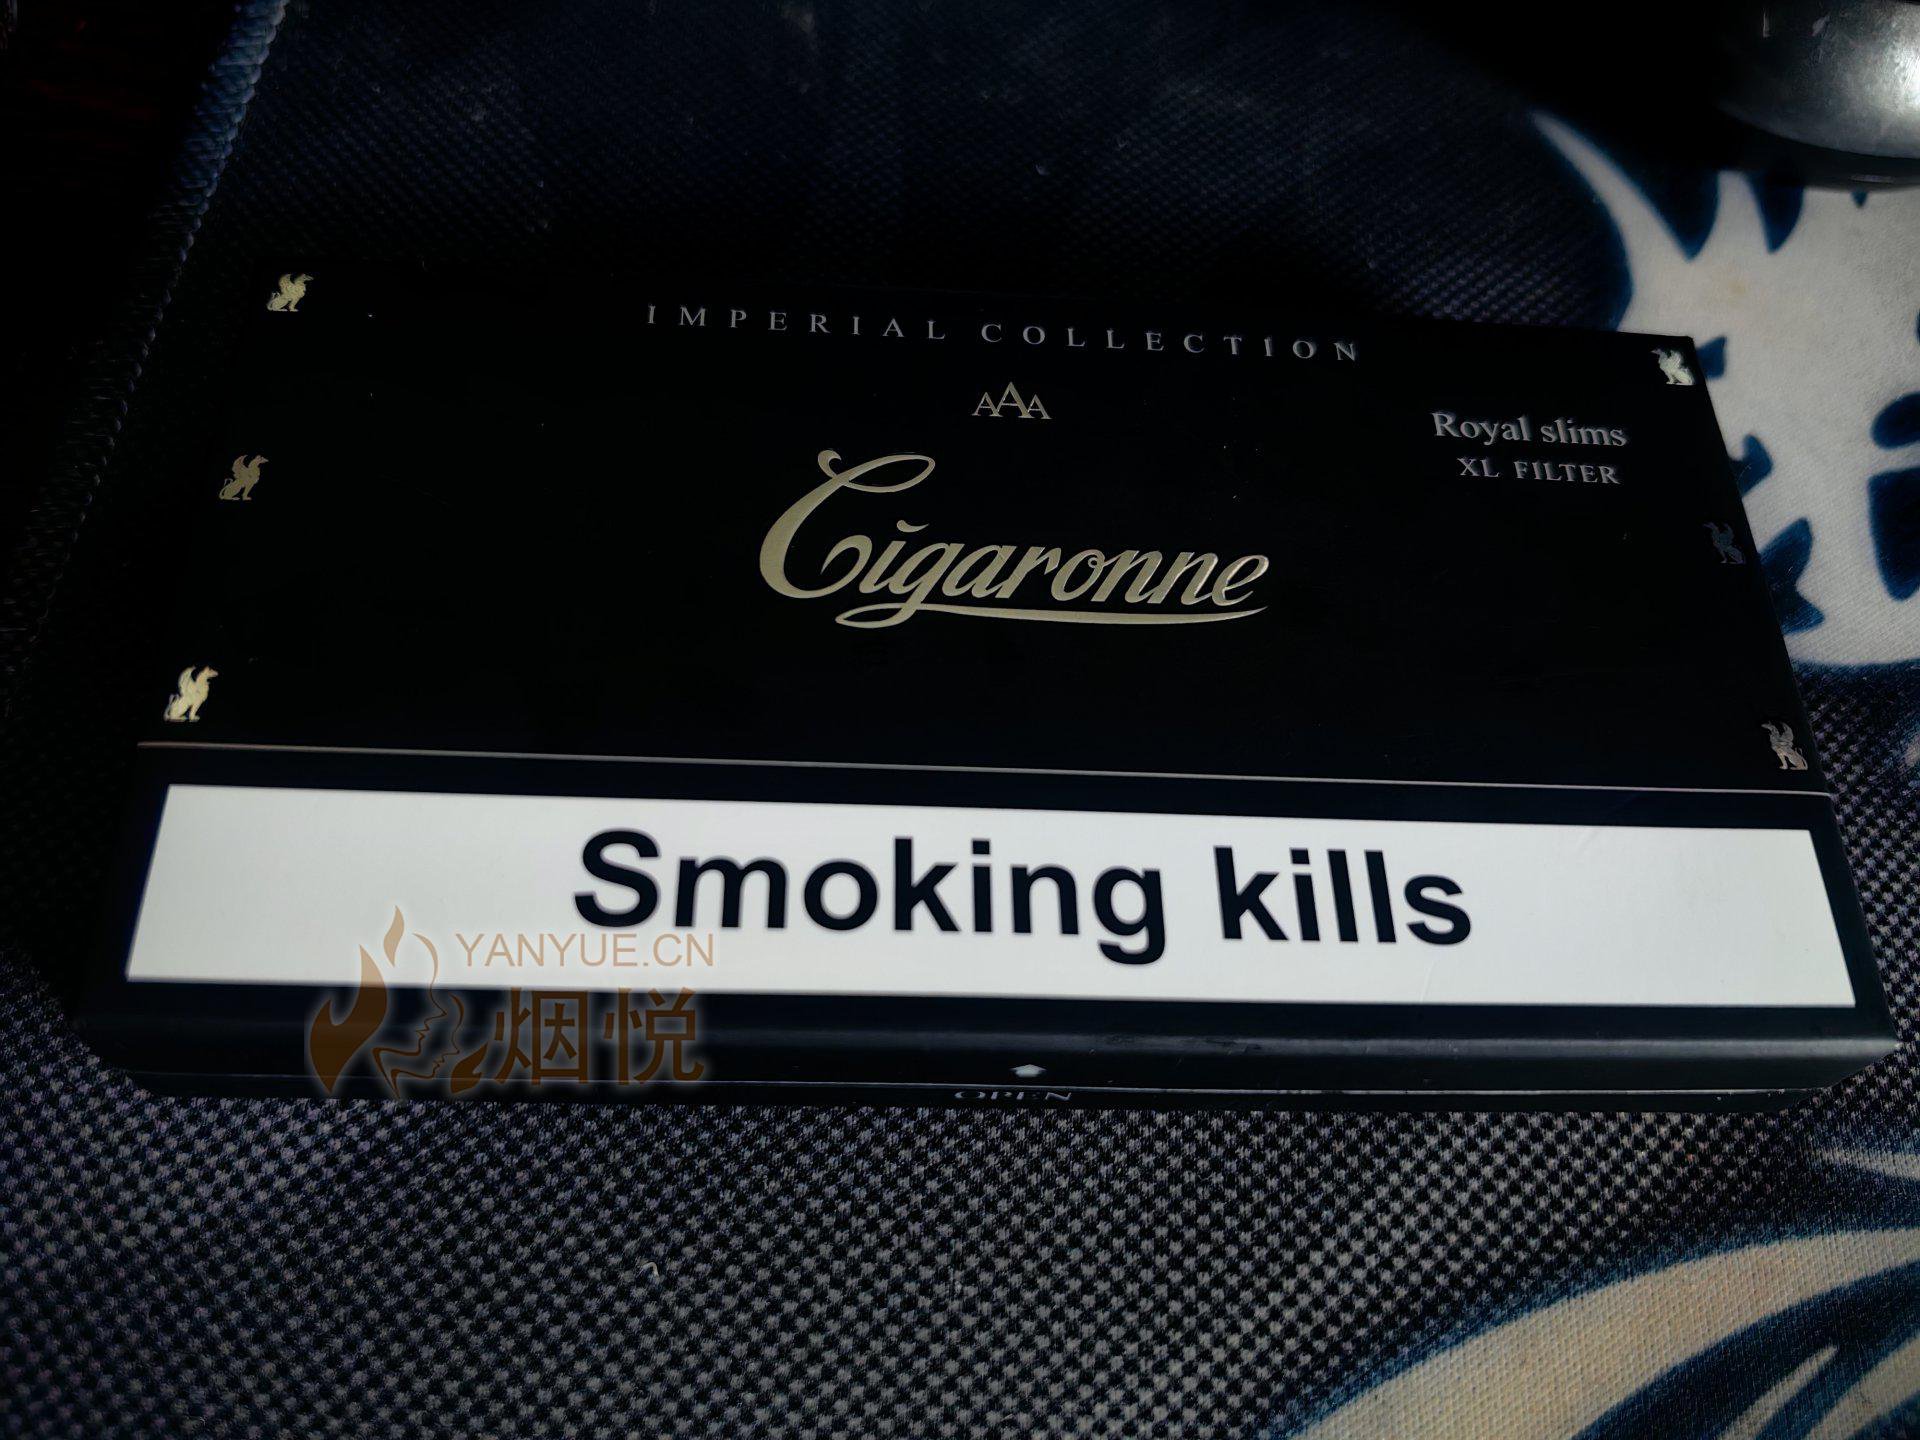 IMPERIAL COLLECTION
AAA
Royal slims
XL FILTER
Cigaronne
Smoking kills
YANYUE.CN
烟悦
OPEN